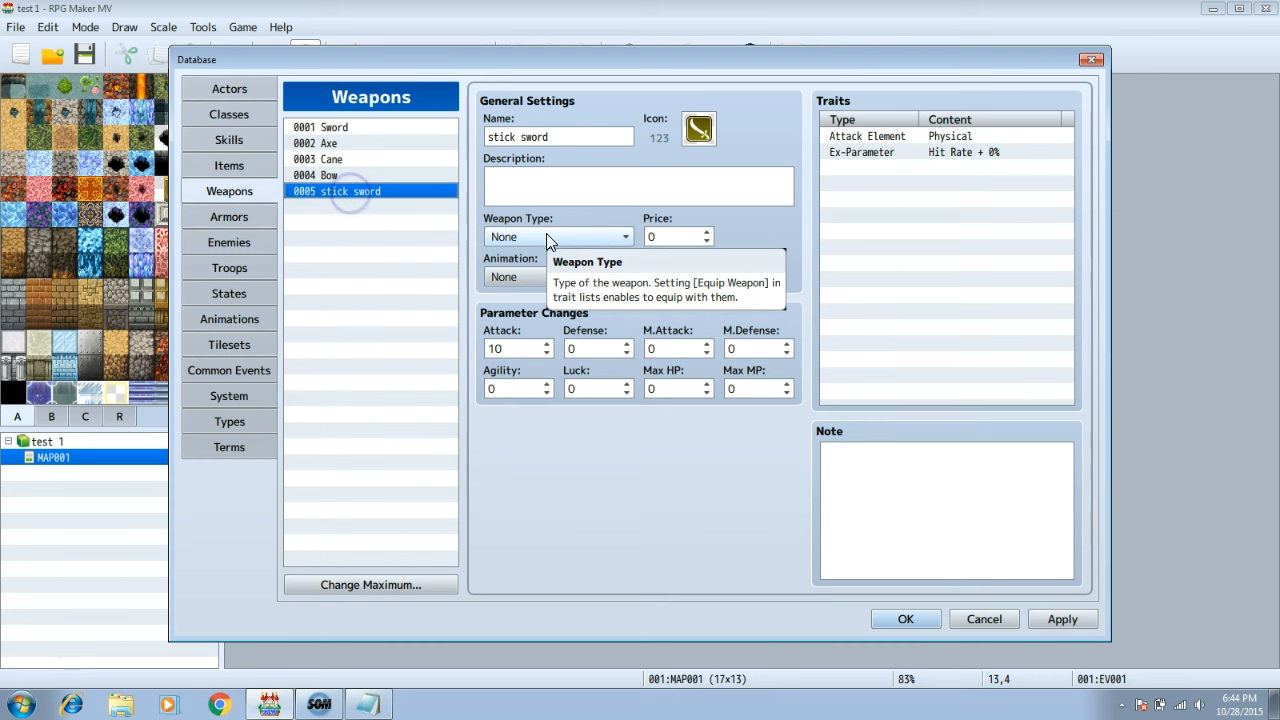 test 1 - RPG Maker MV
File Edit Mode Draw Scale Tools Game Help
Database
Actors
Classes
Skills
Items
Weapons
Armors
Enemies
Troops
States
Animations
Tilesets
Common Events
System
Types
Terms
Weapons
0001 Sword
0002 Axe
0003 Cane
0004 Bow
0005 stick sword
Change Maximum...
General Settings
Name:
Icon:
stick sword
123
Description:
Weapon Type:
Price:
None
0
Animation:
None
Weapon Type
Type of the weapon. Setting [Equip Weapon] in
trait lists enables to equip with them.
Parameter Changes
Attack: Defense: M.Attack: M.Defense:
10 0 0 0
Agility: Luck: Max HP: Max MP:
0 0 0 0
Traits
Type Content
Attack Element Physical
Ex-Parameter Hit Rate + 0%
Note
OK Cancel Apply
A B C R
test 1
MAP001
001:MAP001 (17x13) 83% 13,4 001:EV001
SOM
6:44 PM
10/28/2015